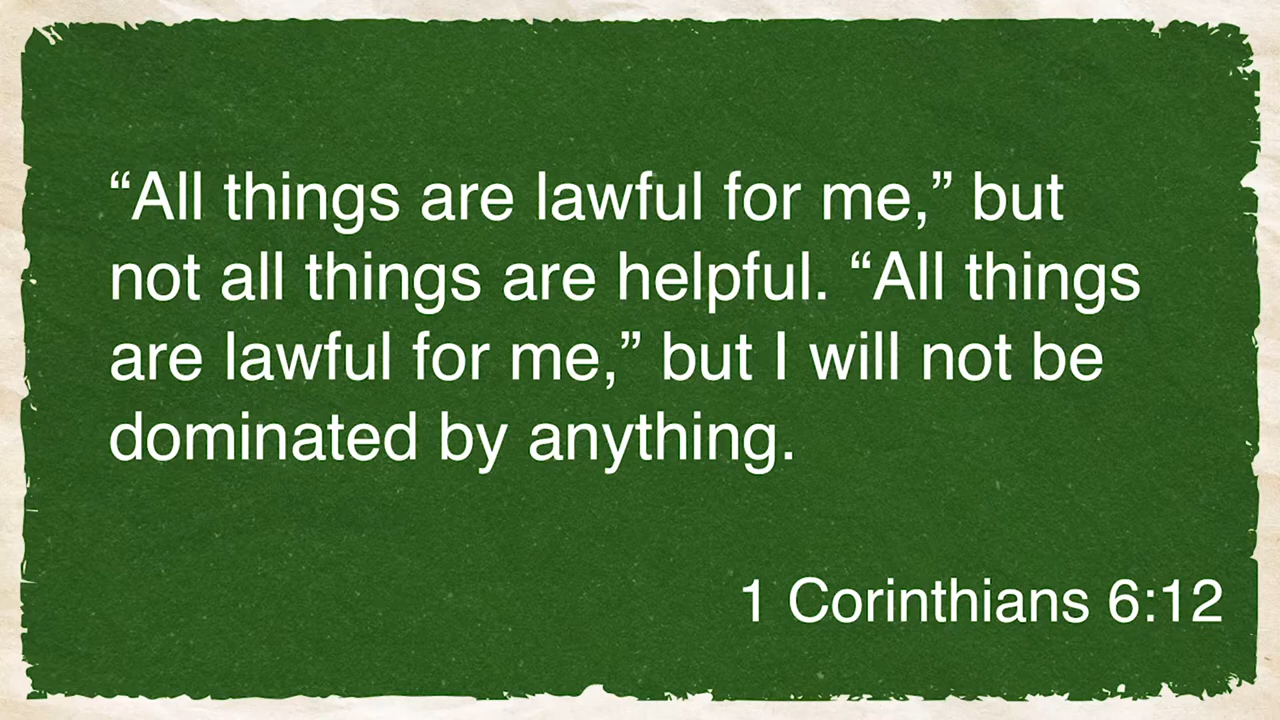 “All things are lawful for me,” but
not all things are helpful. “All things
are lawful for me,” but I will not be
dominated by anything.
1 Corinthians 6:12